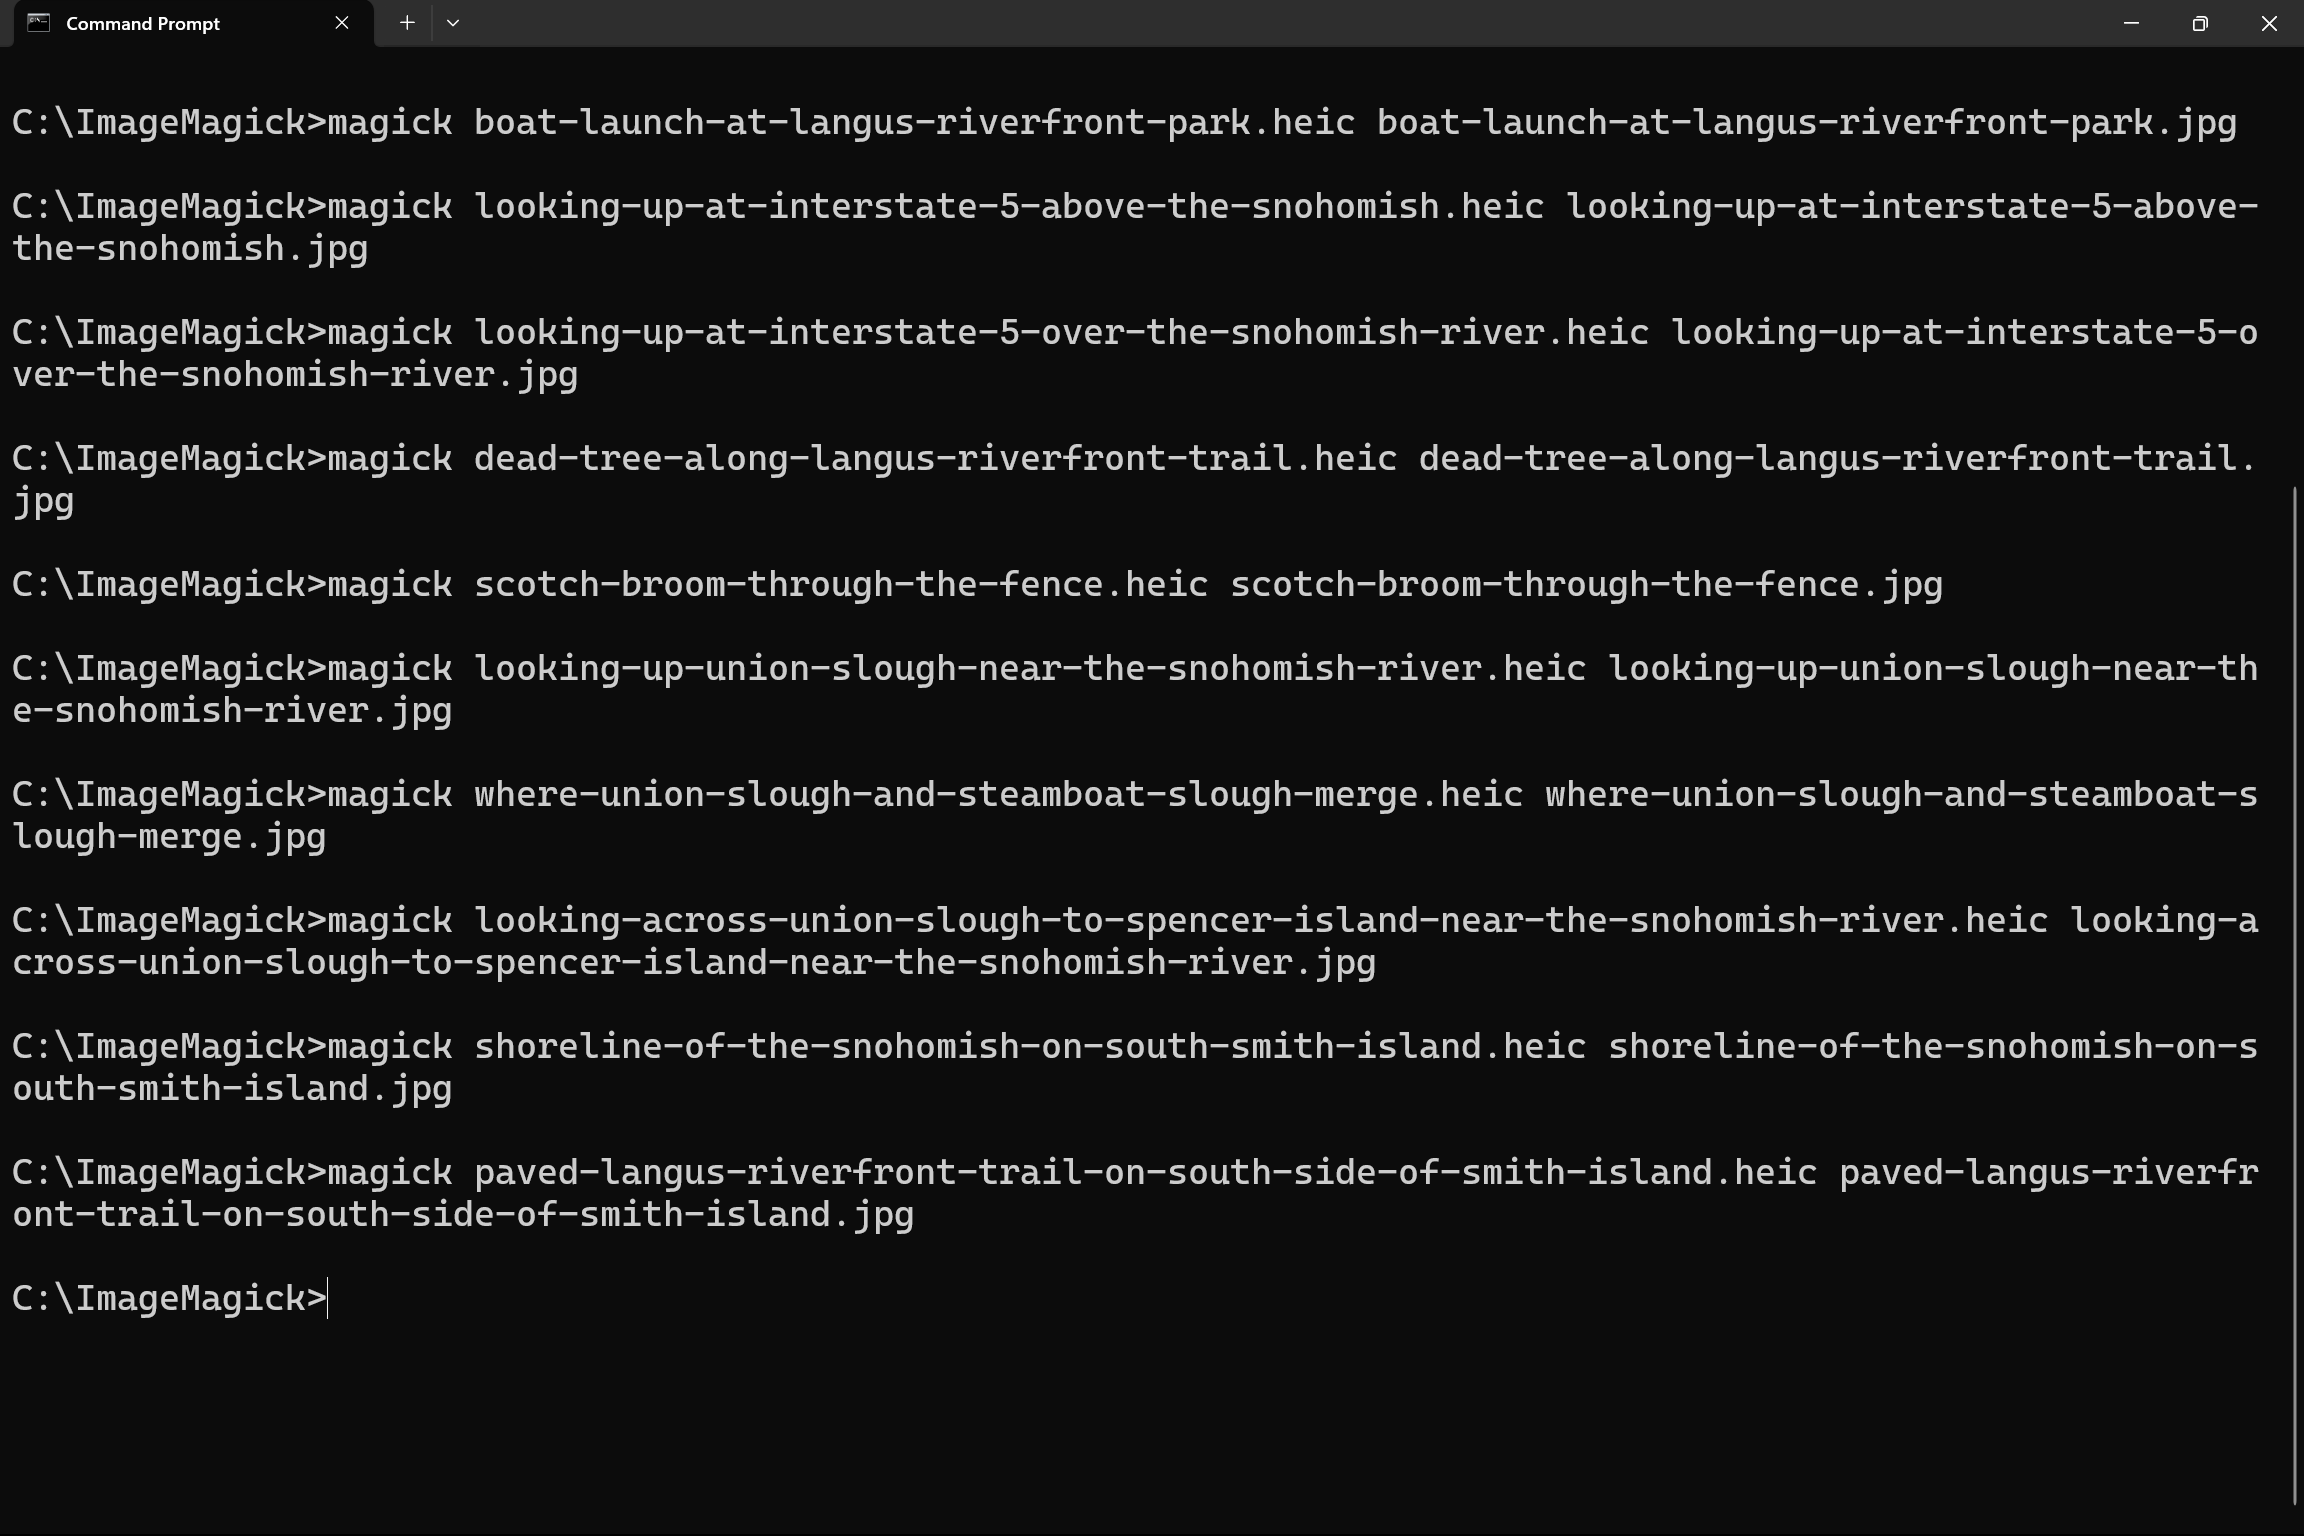 Command Prompt
C:\ImageMagick>magick boat-launch-at-langus-riverfront-park.heic boat-launch-at-langus-riverfront-park.jpg
C:\ImageMagick>magick looking-up-at-interstate-5-above-the-snohomish.heic looking-up-at-interstate-5-above-
the-snohomish.jpg
C:\ImageMagick>magick looking-up-at-interstate-5-over-the-snohomish-river.heic looking-up-at-interstate-5-o
ver-the-snohomish-river.jpg
C:\ImageMagick>magick dead-tree-along-langus-riverfront-trail.heic dead-tree-along-langus-riverfront-trail.
jpg
C:\ImageMagick>magick scotch-broom-through-the-fence.heic scotch-broom-through-the-fence.jpg
C:\ImageMagick>magick looking-up-union-slough-near-the-snohomish-river.heic looking-up-union-slough-near-th
e-snohomish-river.jpg
C:\ImageMagick>magick where-union-slough-and-steamboat-slough-merge.heic where-union-slough-and-steamboat-s
lough-merge.jpg
C:\ImageMagick>magick looking-across-union-slough-to-spencer-island-near-the-snohomish-river.heic looking-a
cross-union-slough-to-spencer-island-near-the-snohomish-river.jpg
C:\ImageMagick>magick shoreline-of-the-snohomish-on-south-smith-island.heic shoreline-of-the-snohomish-on-s
outh-smith-island.jpg
C:\ImageMagick>magick paved-langus-riverfront-trail-on-south-side-of-smith-island.heic paved-langus-riverfr
ont-trail-on-south-side-of-smith-island.jpg
C:\ImageMagick>